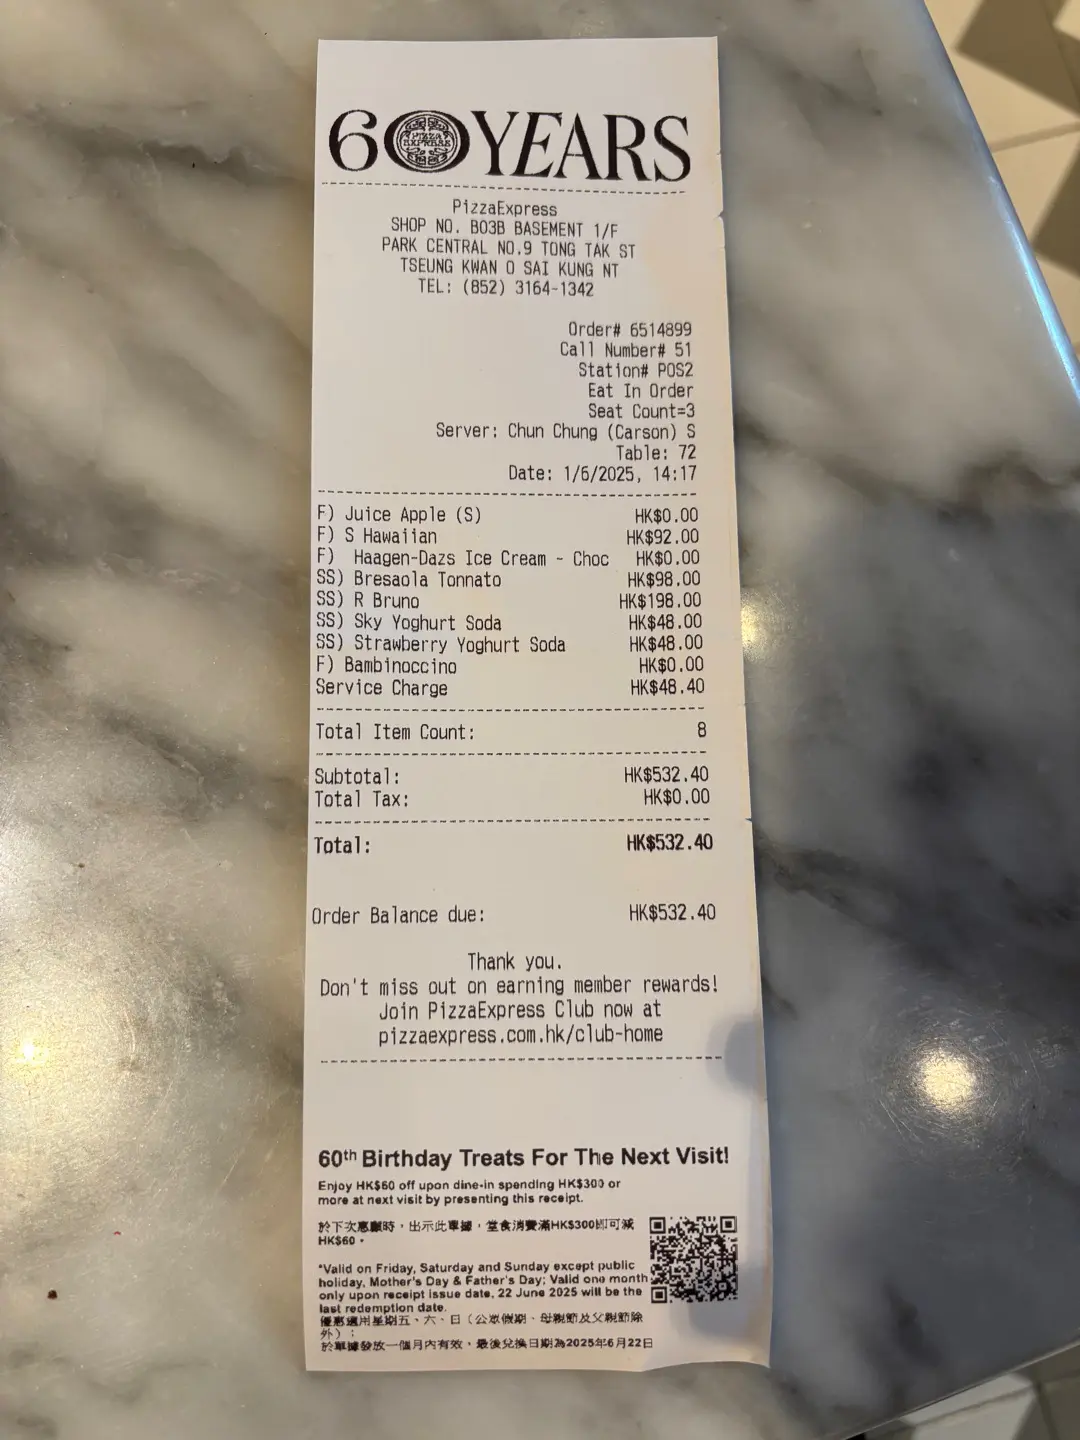 60 YEARS
PIZZA EXPRESS
PizzaExpress
SHOP NO. B03B BASEMENT 1/F
PARK CENTRAL NO.9 TONG TAK ST
TSEUNG KWAN O SAI KUNG NT
TEL: (852) 3164-1342
Order# 6514899
Call Number# 51
Station# POS2
Eat In Order
Seat Count=3
Server: Chun Chung (Carson) S
Table: 72
Date: 1/6/2025, 14:17
F) Juice Apple (S) HK$0.00
F) S Hawaiian HK$92.00
F) Haagen-Dazs Ice Cream - Choc HK$0.00
SS) Bresaola Tonnato HK$98.00
SS) R Bruno HK$198.00
SS) Sky Yoghurt Soda HK$48.00
SS) Strawberry Yoghurt Soda HK$48.00
F) Bambinoccino HK$0.00
Service Charge HK$48.40
Total Item Count: 8
Subtotal: HK$532.40
Total Tax: HK$0.00
Total: HK$532.40
Order Balance due: HK$532.40
Thank you.
Don't miss out on earning member rewards!
Join PizzaExpress Club now at
pizzaexpress.com.hk/club-home
60th Birthday Treats For The Next Visit!
Enjoy HK$60 off upon dine-in spending HK$300 or
more at next visit by presenting this receipt.
於下次惠顧時，出示此單據，堂食消費滿HK$300即可減
HK$60。
*Valid on Friday, Saturday and Sunday except public
holiday, Mother's Day & Father's Day; Valid one month
only upon receipt issue date, 22 June 2025 will be the
last redemption date.
優惠適用星期五、六、日（公眾假期、母親節及父親節除
外）；
於單據發放一個月內有效，最後兌換日期為2025年6月22日